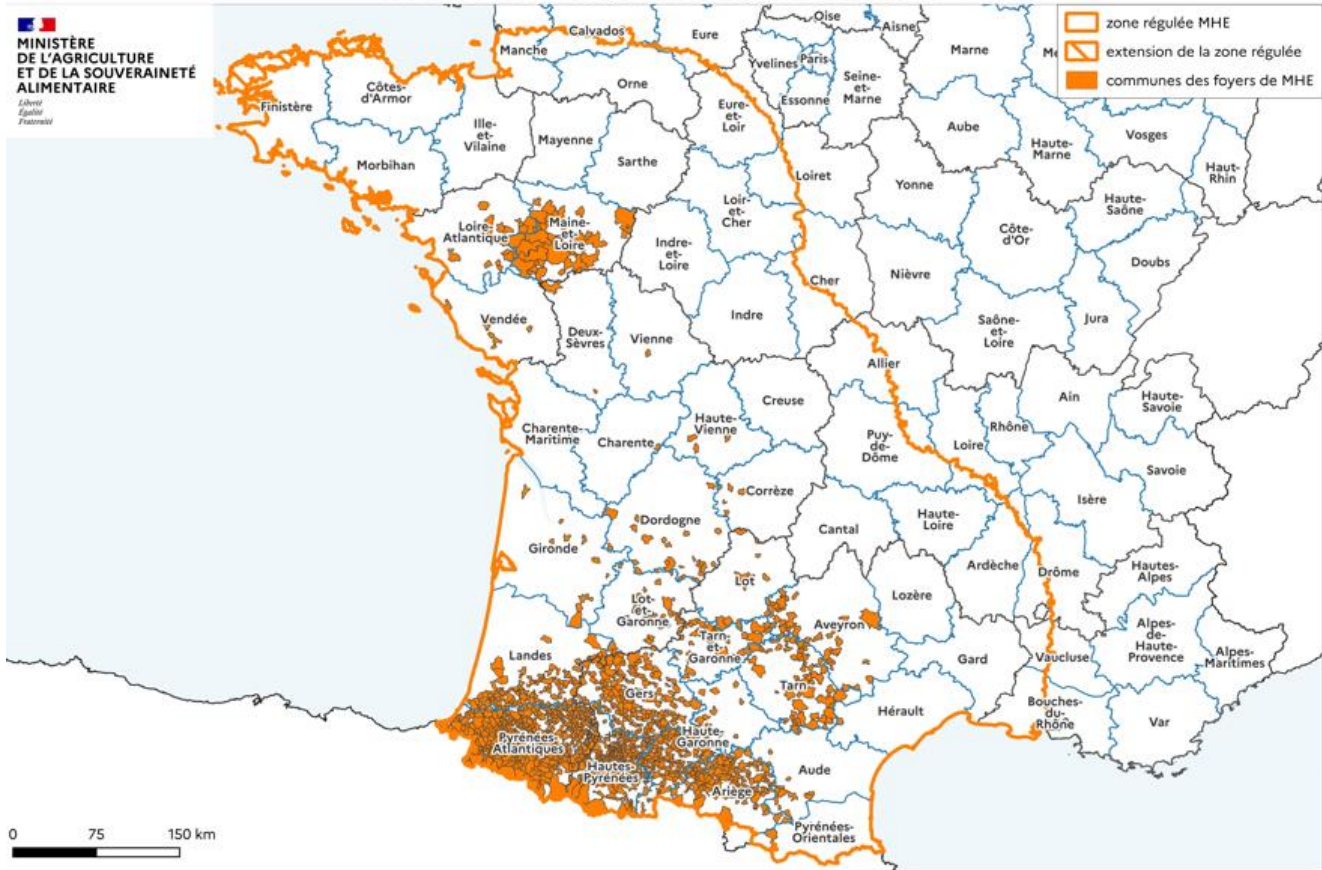 MINISTÈRE
DE L'AGRICULTURE
ET DE LA SOUVERAINETÉ
ALIMENTAIRE
Liberté
Égalité
Fraternité
zone régulée MHE
extension de la zone régulée
communes des foyers de MHE
Oise
Aisne
Calvados
Eure
Manche
Marne
Yvelines
Paris
Seine-
et-
Marne
Essonne
Orne
Côtes-
d'Armor
Finistère
Eure-
et-
Loir
Aube
Vosges
Haute-
Marne
Haut-
Rhin
Ille-
et-
Vilaine
Mayenne
Sarthe
Morbihan
Loiret
Yonne
Haute-
Saône
Loir-
et-
Cher
Loire-
Atlantique
Maine-
et-
Loire
Indre-
et-
Loire
Côte-
d'Or
Doubs
Cher
Nièvre
Vendée
Deux-
Sèvres
Vienne
Indre
Saône-
et-
Loire
Jura
Allier
Creuse
Ain
Haute-
Savoie
Charente-
Maritime
Charente
Haute-
Vienne
Puy-
de-
Dôme
Loire
Rhône
Savoie
Corrèze
Isère
Dordogne
Cantal
Haute-
Loire
Gironde
Ardèche
Drôme
Hautes-
Alpes
Lot
Lot-
et-
Garonne
Lozère
Aveyron
Tarn-
et-
Garonne
Alpes-
de-
Haute-
Provence
Alpes-
Maritimes
Landes
Gard
Vaucluse
Gers
Tarn
Hérault
Bouches-
du-
Rhône
Var
Pyrénées-
Atlantiques
Haute-
Garonne
Hautes-
Pyrénées
Aude
Ariège
Pyrénées-
Orientales
0 75 150 km